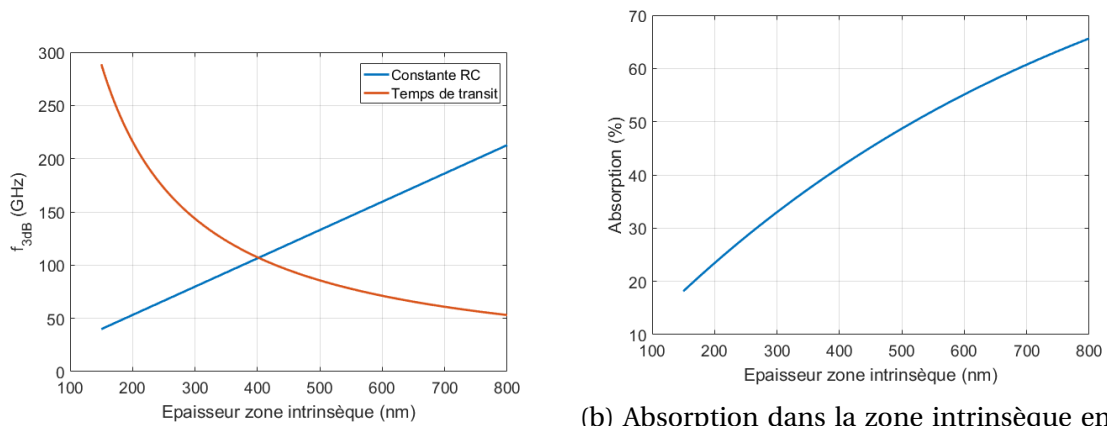 300
250
200
150
100
50
0
f3dB (GHz)
Constante RC
Temps de transit
100 200 300 400 500 600 700 800
Epaisseur zone intrinsèque (nm)
70
60
50
40
30
20
10
Absorption (%)
100 200 300 400 500 600 700 800
Epaisseur zone intrinsèque (nm)
(b) Absorption dans la zone intrinsèque en